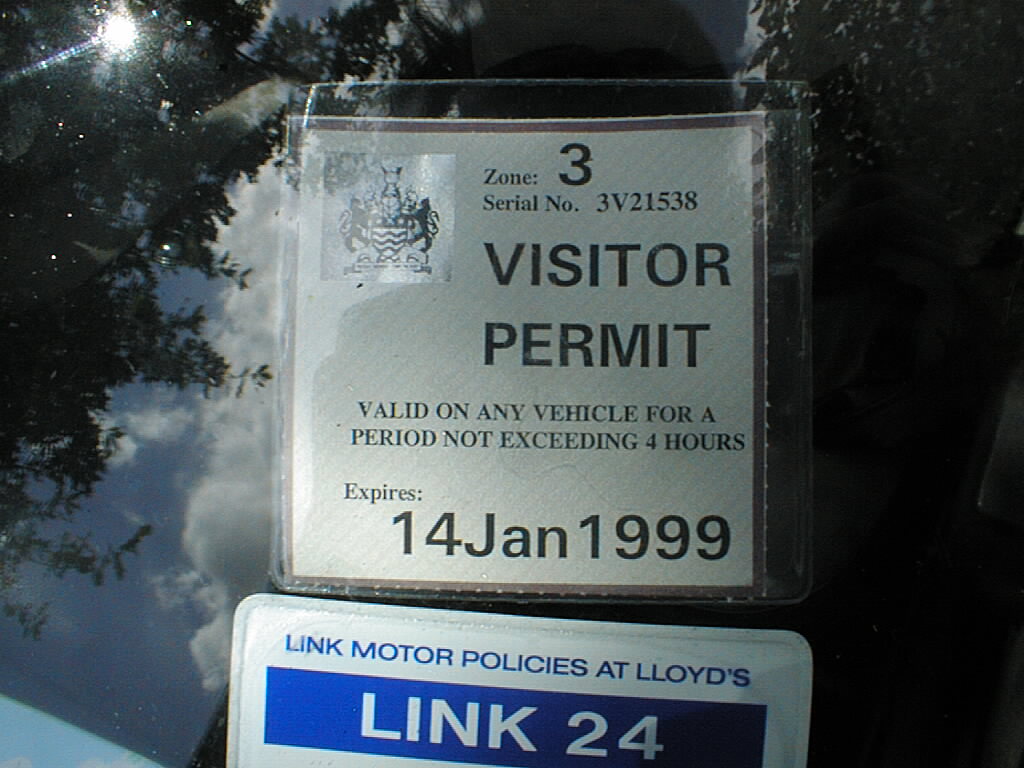 Zone: 3
Serial No. 3V21538
VISITOR
PERMIT
VALID ON ANY VEHICLE FOR A
PERIOD NOT EXCEEDING 4 HOURS
Expires:
14Jan1999
LINK MOTOR POLICIES AT LLOYD'S
LINK 24